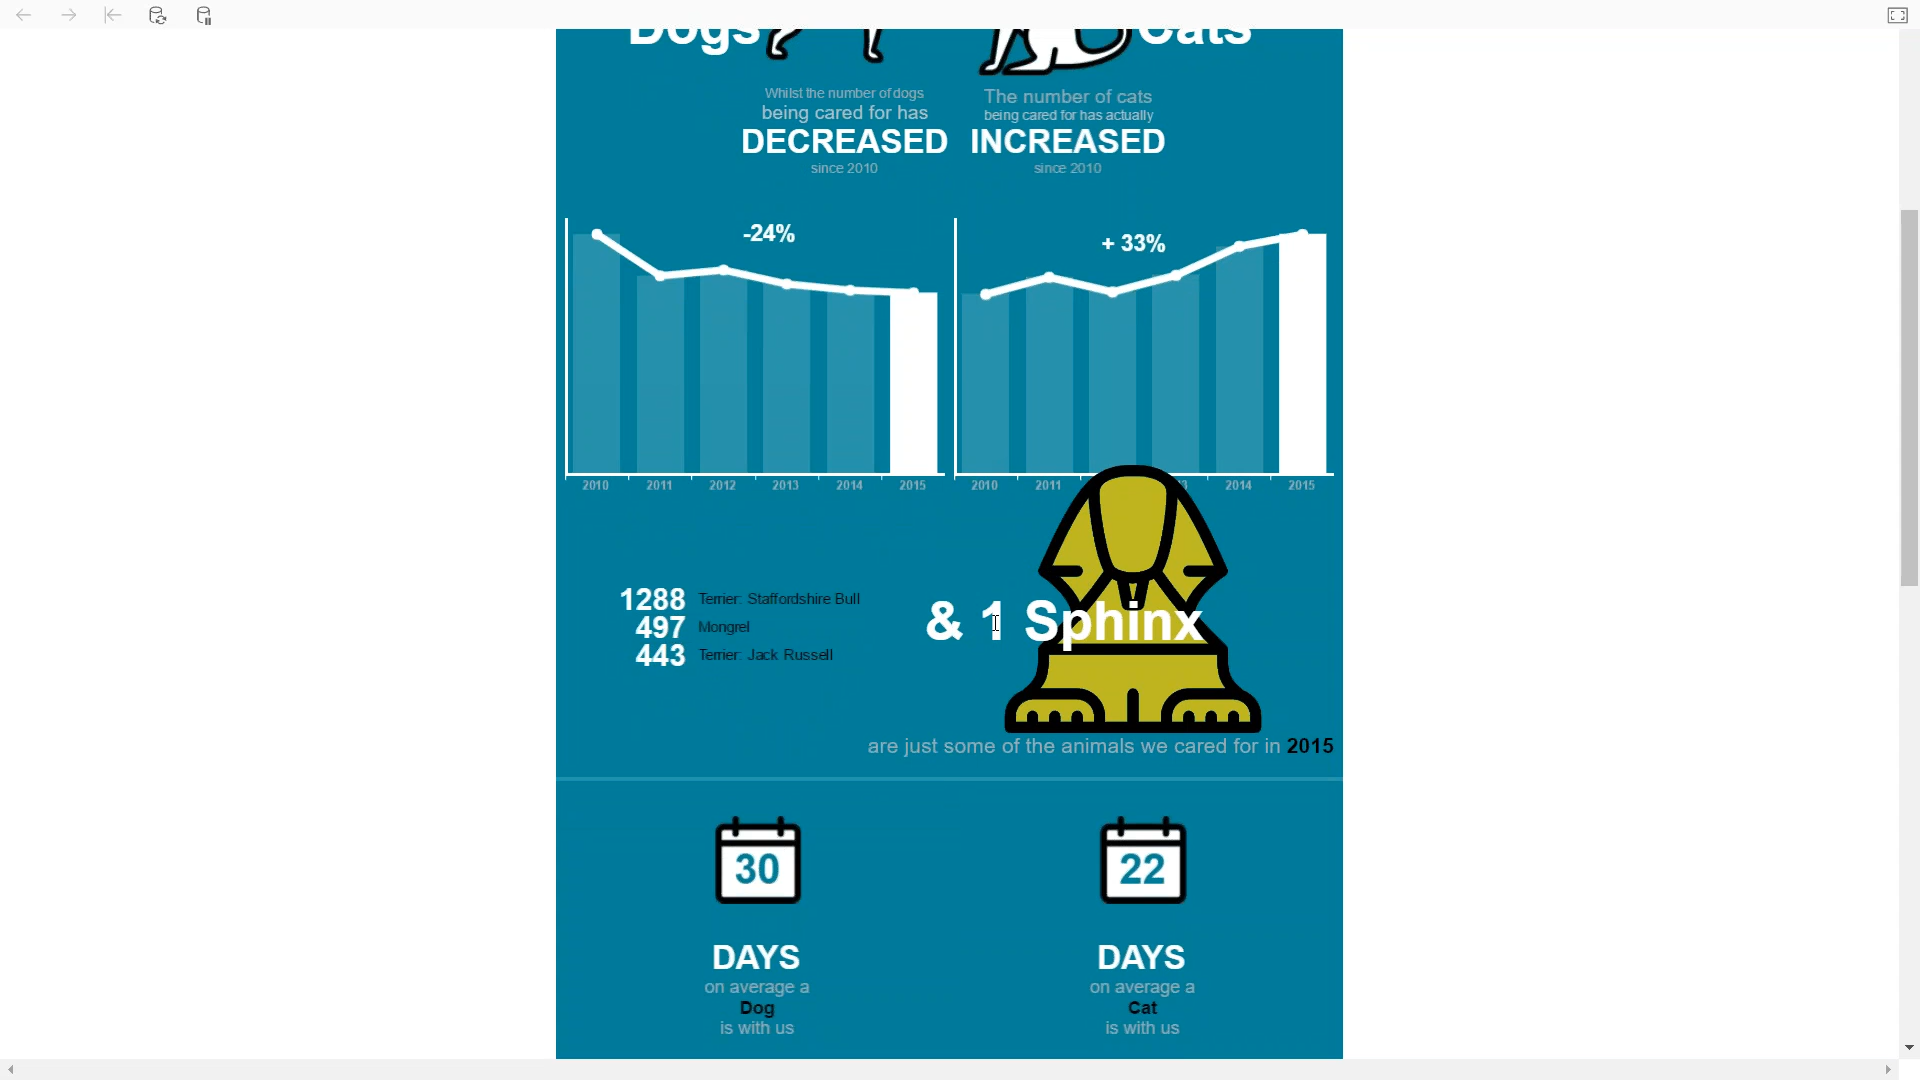 Dogs
Cats
Whilst the number of dogs
being cared for has
DECREASED
since 2010
The number of cats
being cared for has actually
INCREASED
since 2010
-24%
+ 33%
2010 2011 2012 2013 2014 2015
2010 2011 2014 2015
1288 Terrier: Staffordshire Bull
497 Mongrel
443 Terrier: Jack Russell
& 1 Sphinx
are just some of the animals we cared for in 2015
30
DAYS
on average a
Dog
is with us
22
DAYS
on average a
Cat
is with us